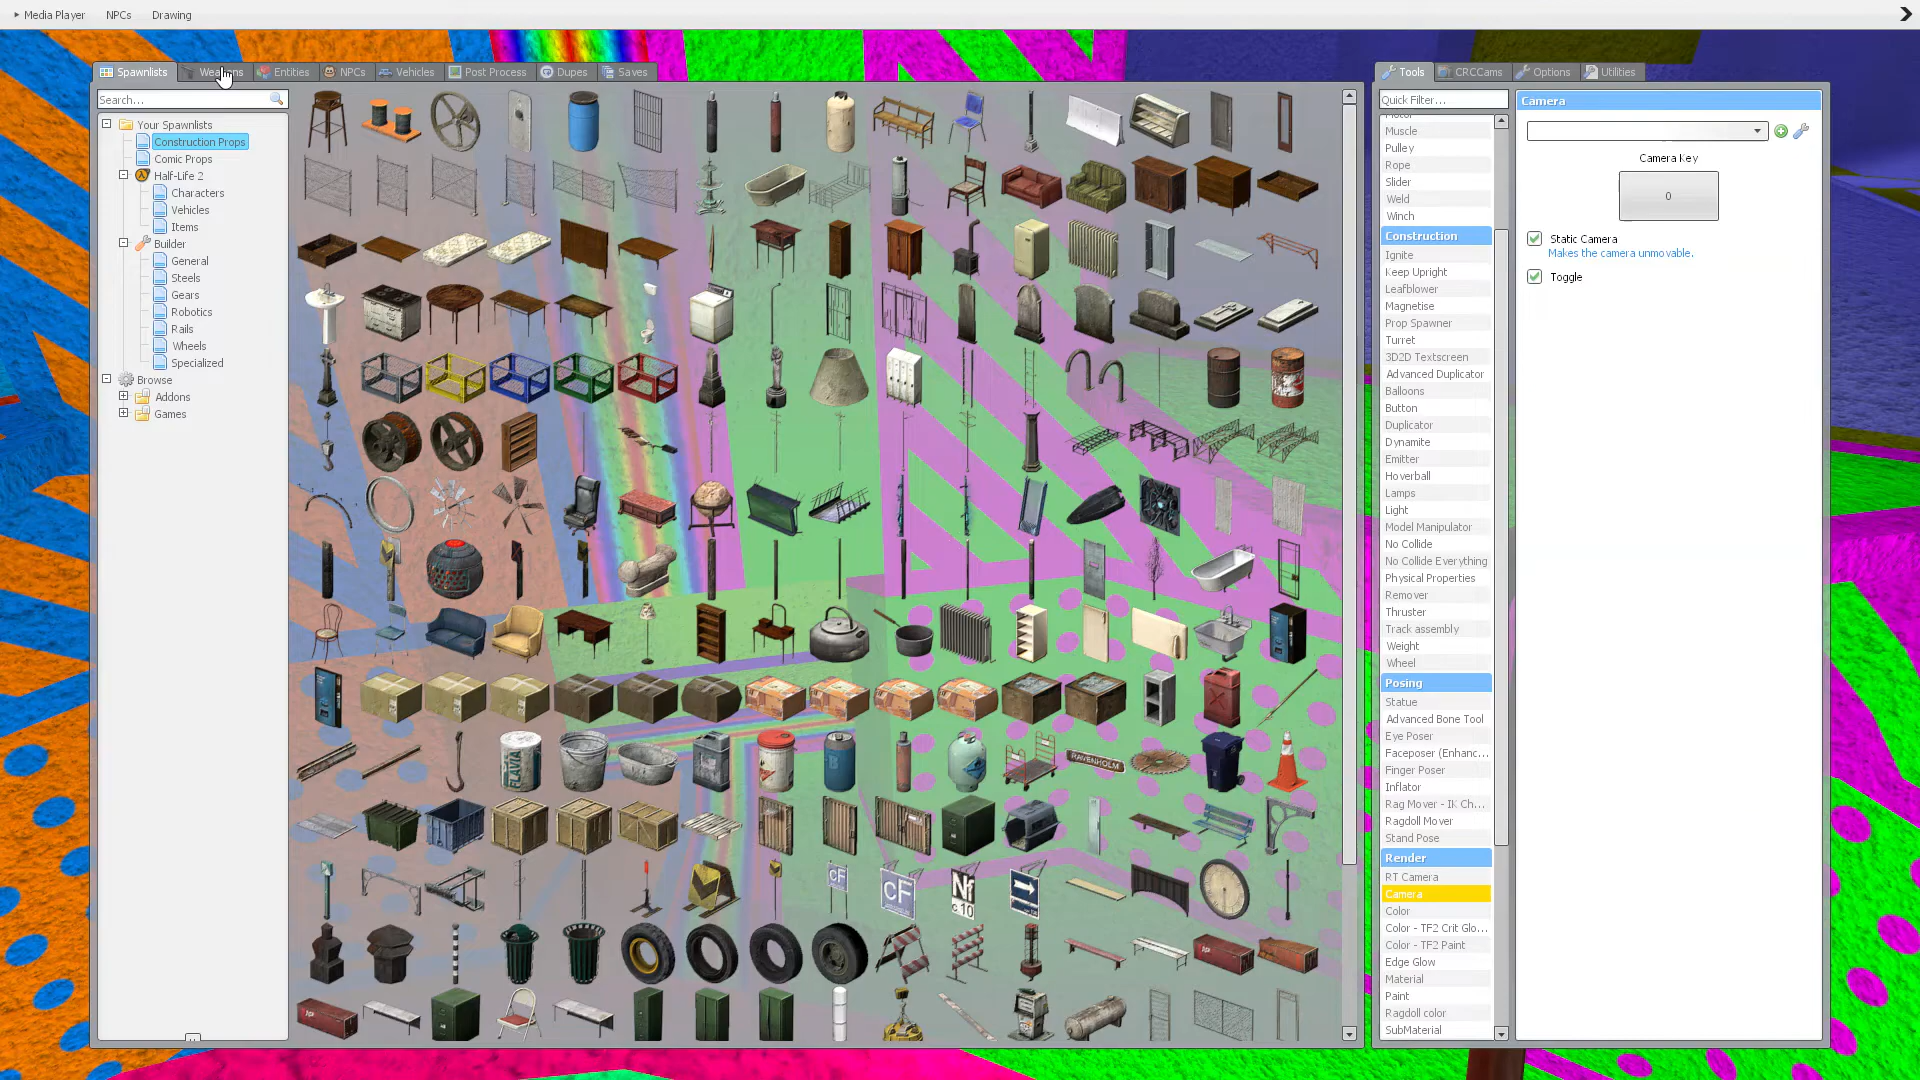 Media Player NPCs Drawing
Spawnlists Weapons Entities NPCs Vehicles Post Process Dupes Saves
Tools CRCCams Options Utilities
Search...
Your Spawnlists
Construction Props
Comic Props
Half-Life 2
Characters
Vehicles
Items
Builder
General
Steels
Gears
Robotics
Rails
Wheels
Specialized
Browse
Addons
Games
RAVENHOLM
CF
CF
Nf
c 10
Quick Filter...
Muscle
Pulley
Rope
Slider
Weld
Winch
Construction
Ignite
Keep Upright
Leafblower
Magnetise
Prop Spawner
Turret
3D2D Textscreen
Advanced Duplicator
Balloons
Button
Duplicator
Dynamite
Emitter
Hoverball
Lamps
Light
Model Manipulator
No Collide
No Collide Everything
Physical Properties
Remover
Thruster
Track assembly
Weight
Wheel
Posing
Statue
Advanced Bone Tool
Eye Poser
Faceposer (Enhanc...
Finger Poser
Inflator
Rag Mover - IK Ch...
Ragdoll Mover
Stand Pose
Render
RT Camera
Camera
Color
Color - TF2 Crit Glo...
Color - TF2 Paint
Edge Glow
Material
Paint
Ragdoll color
SubMaterial
Camera
Camera Key
0
Static Camera
Makes the camera unmovable.
Toggle